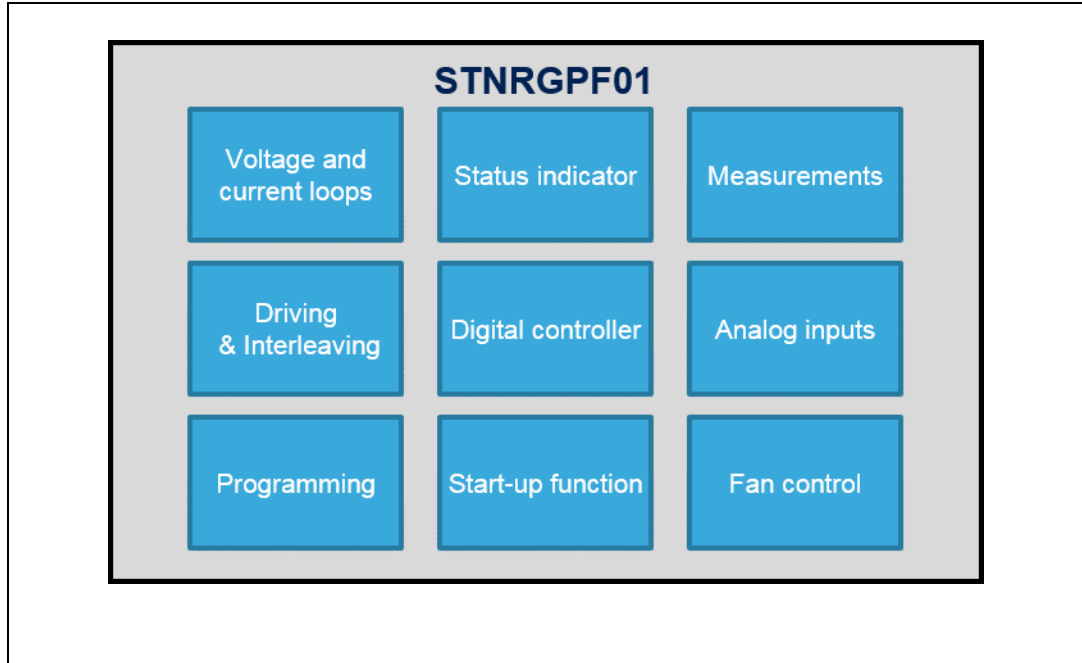 STNRGPF01
Voltage and
current loops
Status indicator
Measurements
Driving
& Interleaving
Digital controller
Analog inputs
Programming
Start-up function
Fan control